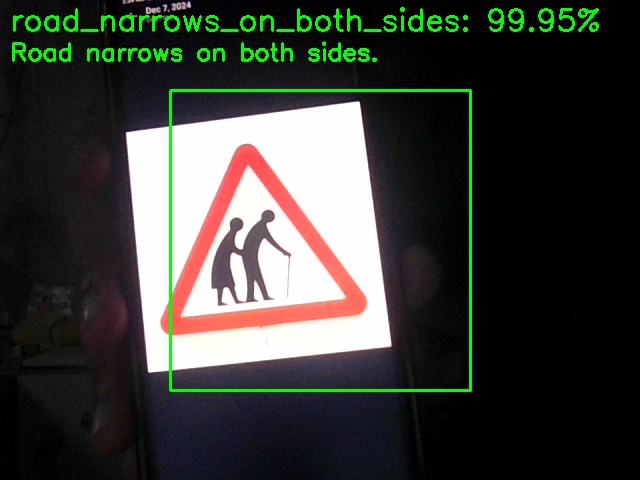 Dec 7, 2024
road_narrows_on_both_sides: 99.95%
Road narrows on both sides.